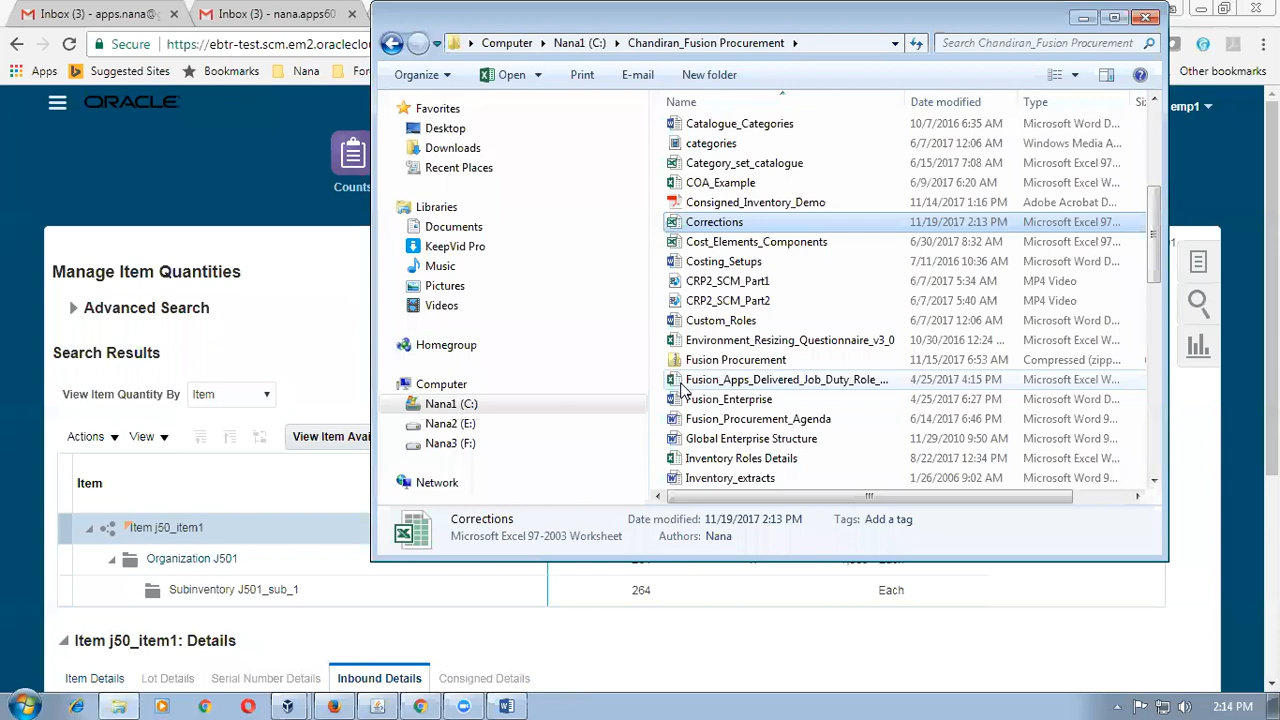 Inbox (3) - apps.nana@g
Inbox (3) - nana.apps60
Secure https://ebtr-test.scm.em2.oracleclo
Apps Suggested Sites Bookmarks Nana Other bookmarks
ORACLE
emp1
Counts
Manage Item Quantities
Advanced Search
Search Results
View Item Quantity By Item
Actions View View Item Avai
Item
Item j50_item1
Organization J501
Subinventory J501_sub_1 264 Each
Item j50_item1: Details
Item Details Lot Details Serial Number Details Inbound Details Consigned Details
Computer Nana1 (C:) Chandiran_Fusion Procurement
Search Chandiran_Fusion Procurement
Organize Open Print E-mail New folder
Favorites
Desktop
Downloads
Recent Places
Libraries
Documents
KeepVid Pro
Music
Pictures
Videos
Homegroup
Computer
Nana1 (C:)
Nana2 (E:)
Nana3 (F:)
Network
Name Date modified Type
Catalogue_Categories 10/7/2016 6:35 AM Microsoft Word D...
categories 6/7/2017 12:06 AM Windows Media A...
Category_set_catalogue 6/15/2017 7:08 AM Microsoft Excel 97...
COA_Example 6/9/2017 6:20 AM Microsoft Excel W...
Consigned_Inventory_Demo 11/14/2017 1:16 PM Adobe Acrobat D...
Corrections 11/19/2017 2:13 PM Microsoft Excel 97...
Cost_Elements_Components 6/30/2017 8:32 AM Microsoft Excel 97...
Costing_Setups 7/11/2016 10:36 AM Microsoft Word D...
CRP2_SCM_Part1 6/7/2017 5:34 AM MP4 Video
CRP2_SCM_Part2 6/7/2017 5:40 AM MP4 Video
Custom_Roles 6/7/2017 12:06 AM Microsoft Word D...
Environment_Resizing_Questionnaire_v3_0 10/30/2016 12:24 ... Microsoft Excel W...
Fusion Procurement 11/15/2017 6:53 AM Compressed (zipp...
Fusion_Apps_Delivered_Job_Duty_Role_... 4/25/2017 4:15 PM Microsoft Excel W...
Fusion_Enterprise 4/25/2017 6:27 PM Microsoft Word D...
Fusion_Procurement_Agenda 6/14/2017 6:46 PM Microsoft Word 9...
Global Enterprise Structure 11/29/2010 9:50 AM Microsoft Word 9...
Inventory Roles Details 8/22/2017 12:34 PM Microsoft Excel W...
Inventory_extracts 1/26/2006 9:02 AM Microsoft Word 9...
Corrections Date modified: 11/19/2017 2:13 PM Tags: Add a tag
Microsoft Excel 97-2003 Worksheet Authors: Nana
2:14 PM